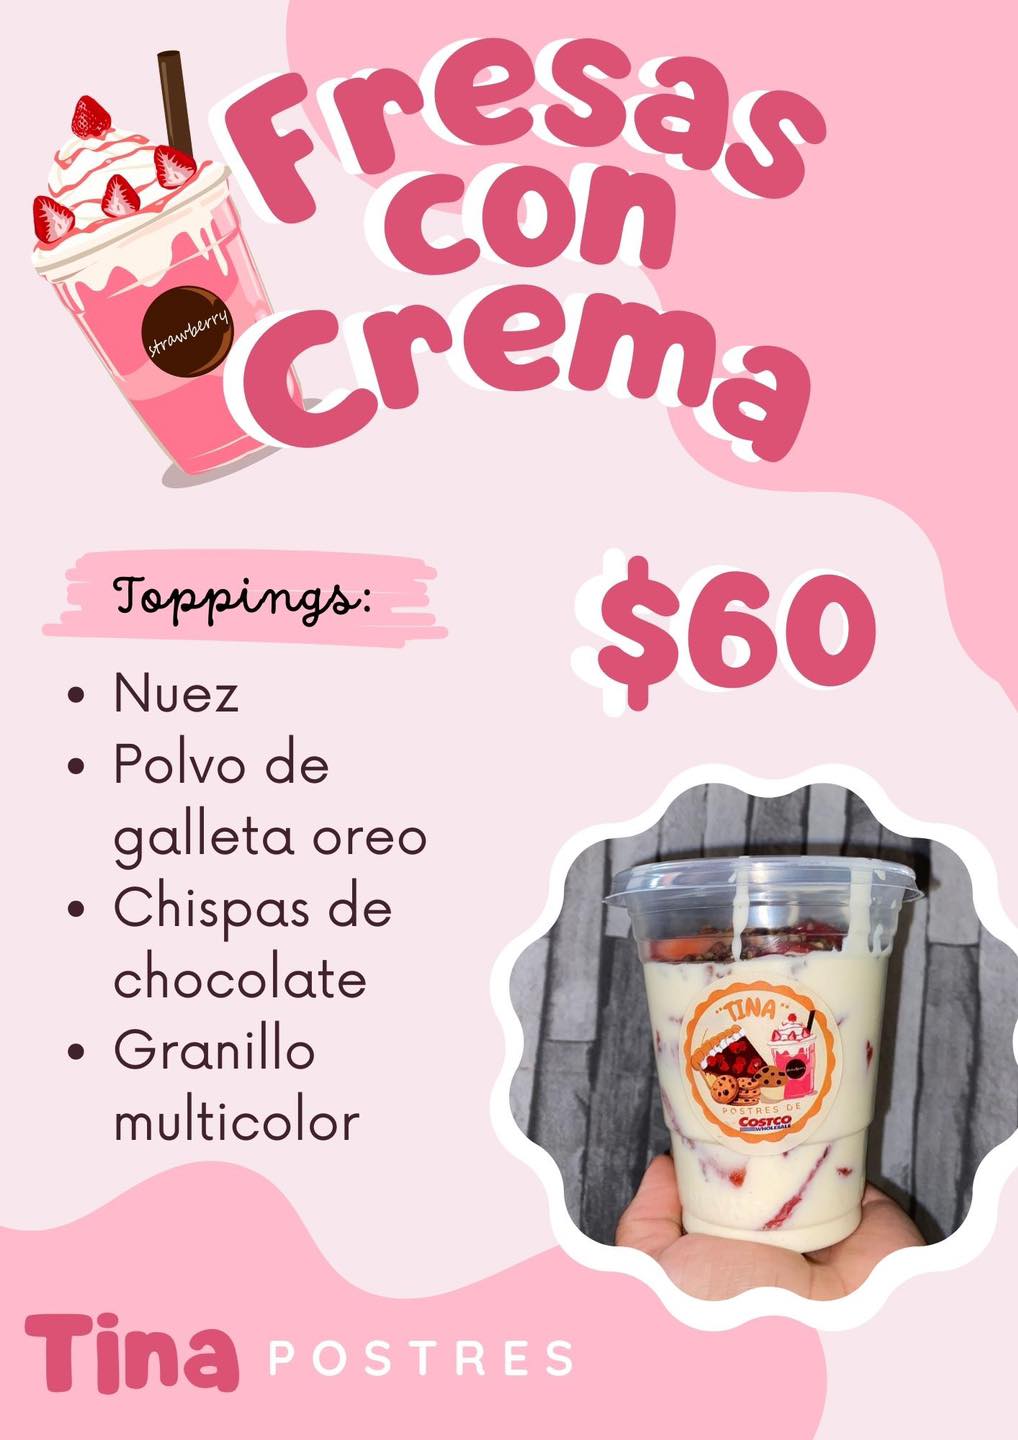 Fresas
con
Crema
strawberry
Toppings:
$60
• Nuez
• Polvo de
galleta oreo
• Chispas de
chocolate
• Granillo
multicolor
"TINA"
POSTRES DE
COSTCO
WHOLESALE
Tina POSTRES